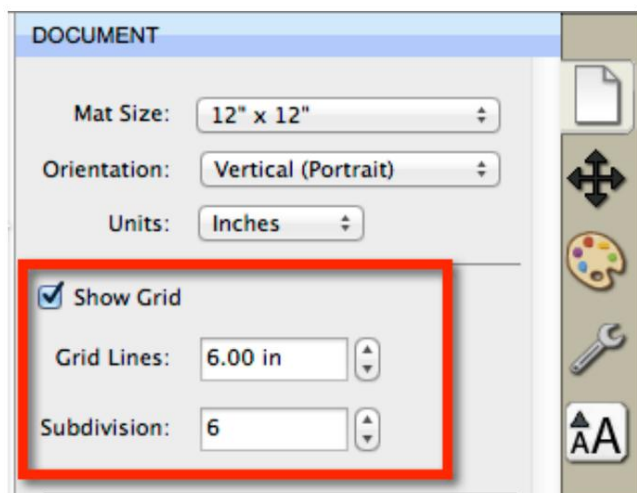 DOCUMENT
Mat Size: 12" x 12"
Orientation: Vertical (Portrait)
Units: Inches
Show Grid
Grid Lines: 6.00 in
Subdivision: 6
AA